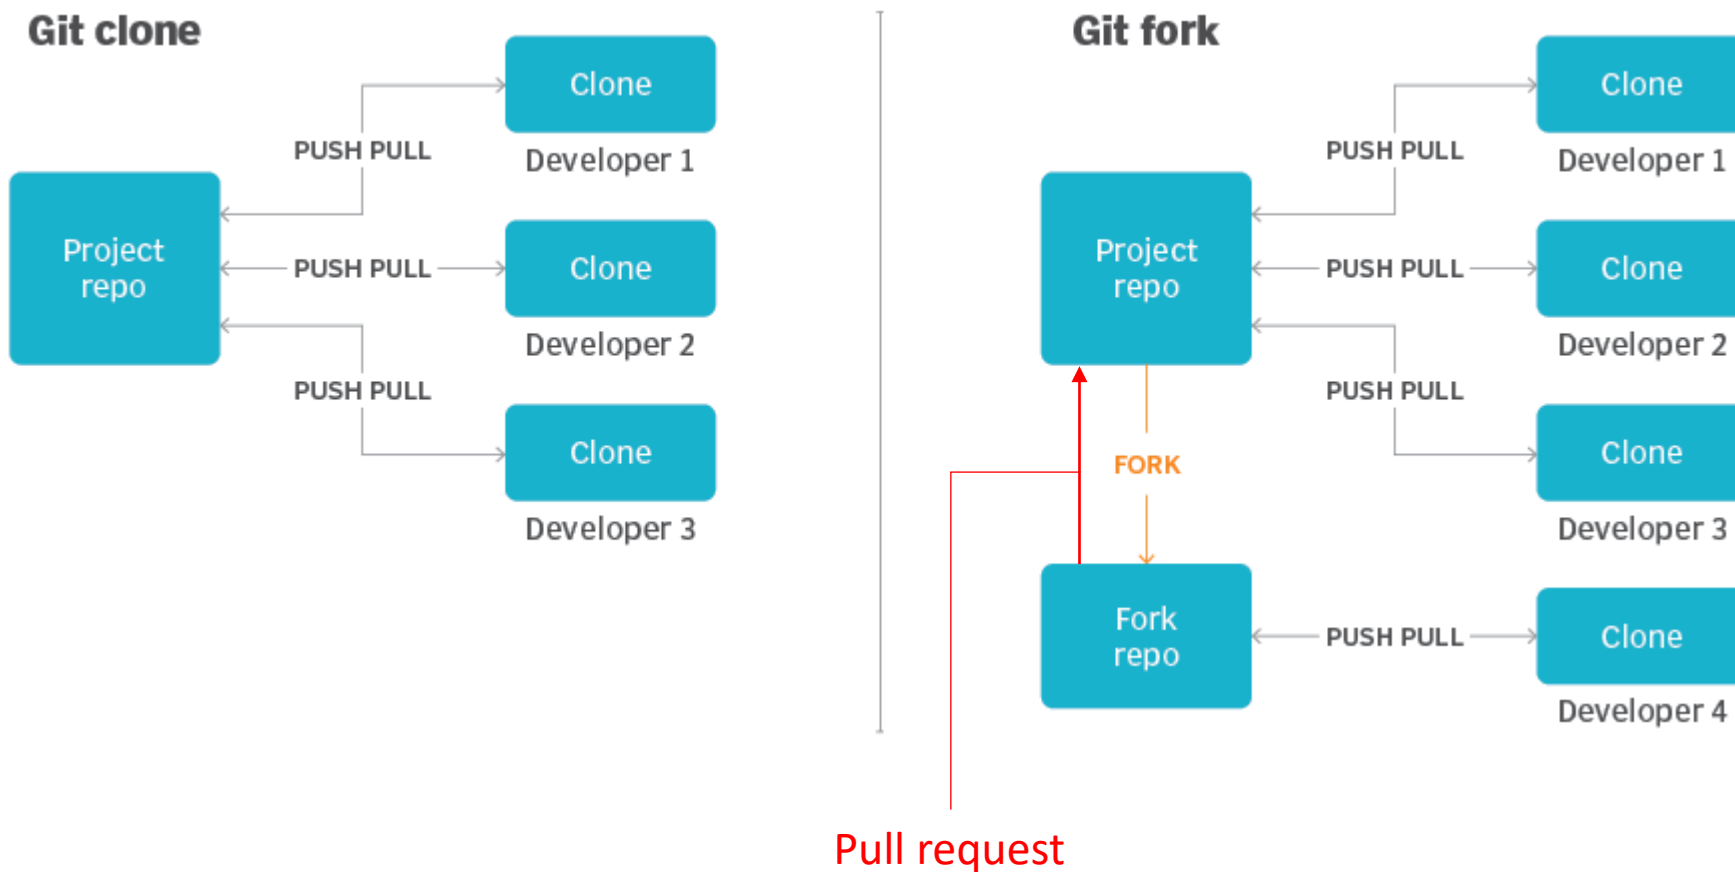 Git clone
Clone
PUSH PULL
Developer 1
Project
repo
PUSH PULL
Clone
Developer 2
PUSH PULL
Clone
Developer 3
Git fork
Clone
PUSH PULL
Developer 1
Project
repo
PUSH PULL
Clone
Developer 2
PUSH PULL
Clone
FORK
Developer 3
Fork
repo
PUSH PULL
Clone
Developer 4
Pull request